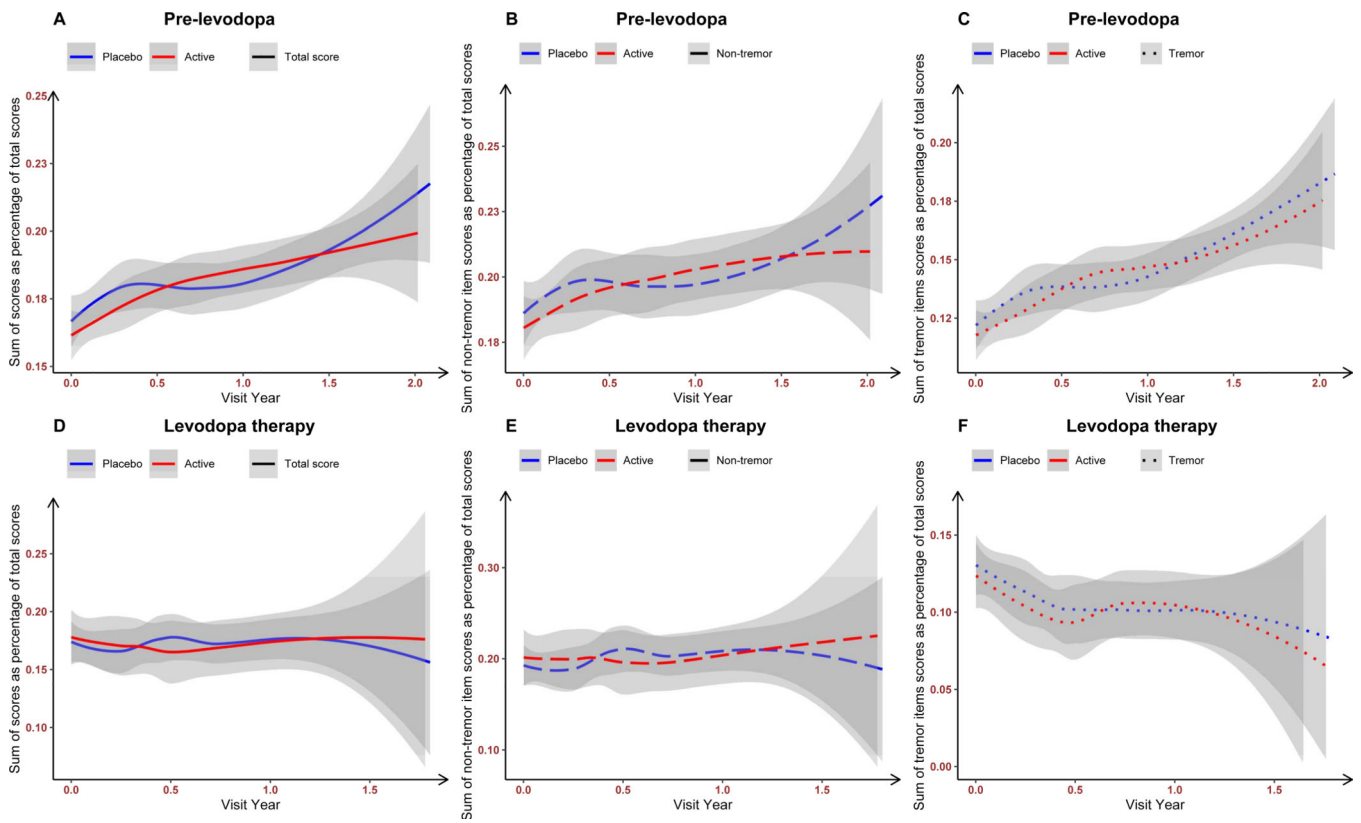 A Pre-levodopa
Placebo Active Total score
Sum of scores as percentage of total scores
0.25
0.23
0.20
0.18
0.15
0.0 0.5 1.0 1.5 2.0
Visit Year
B Pre-levodopa
Placebo Active Non-tremor
Sum of non-tremor item scores as percentage of total scores
0.25
0.23
0.20
0.18
0.0 0.5 1.0 1.5 2.0
Visit Year
C Pre-levodopa
Placebo Active Tremor
Sum of tremor items scores as percentage of total scores
0.20
0.18
0.15
0.12
0.0 0.5 1.0 1.5 2.0
Visit Year
D Levodopa therapy
Placebo Active Total score
Sum of scores as percentage of total scores
0.25
0.20
0.15
0.10
0.0 0.5 1.0 1.5
Visit Year
E Levodopa therapy
Placebo Active Non-tremor
Sum of non-tremor item scores as percentage of total scores
0.30
0.20
0.10
0.0 0.5 1.0 1.5
Visit Year
F Levodopa therapy
Placebo Active Tremor
Sum of tremor items scores as percentage of total scores
0.15
0.10
0.05
0.00
0.0 0.5 1.0 1.5
Visit Year